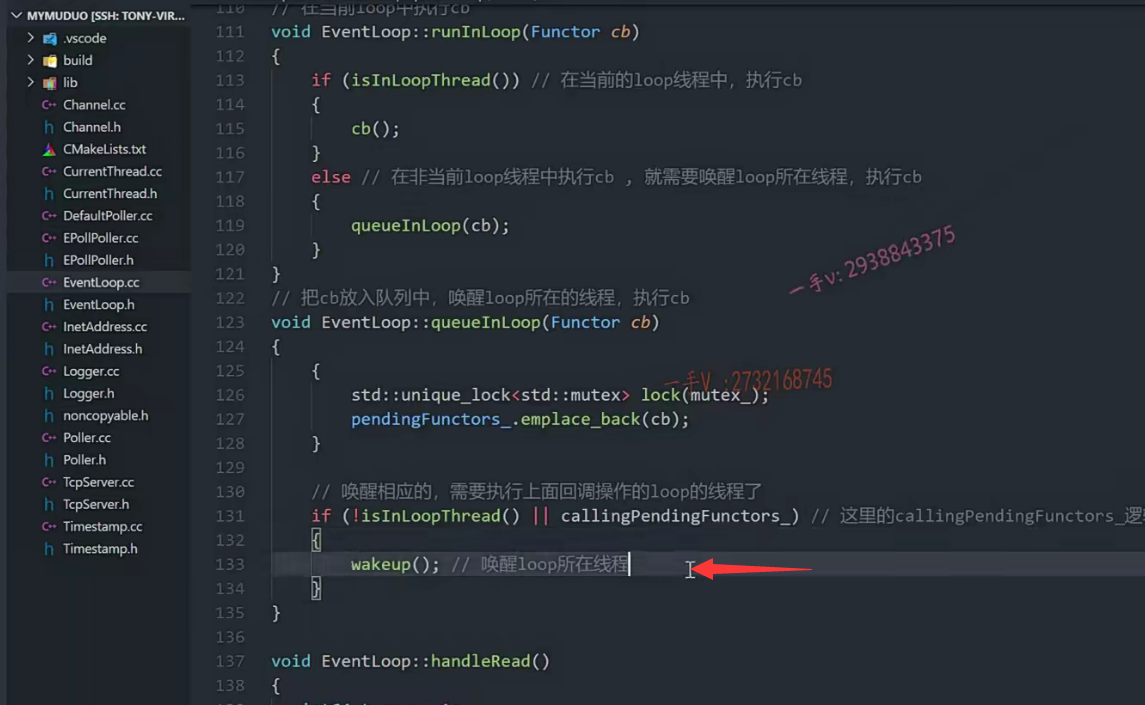 MYMUDUO [SSH: TONY-VIR...
.vscode
build
lib
Channel.cc
Channel.h
CMakeLists.txt
CurrentThread.cc
CurrentThread.h
DefaultPoller.cc
EPollPoller.cc
EPollPoller.h
EventLoop.cc
EventLoop.h
InetAddress.cc
InetAddress.h
Logger.cc
Logger.h
noncopyable.h
Poller.cc
Poller.h
TcpServer.cc
TcpServer.h
Timestamp.cc
Timestamp.h
110 // 在当前loop中执行cb
111 void EventLoop::runInLoop(Functor cb)
112 {
113 if (isInLoopThread()) // 在当前的loop线程中，执行cb
114 {
115 cb();
116 }
117 else // 在非当前loop线程中执行cb ，就需要唤醒loop所在线程，执行cb
118 {
119 queueInLoop(cb);
120 }
121 }
122 // 把cb放入队列中，唤醒loop所在的线程，执行cb
123 void EventLoop::queueInLoop(Functor cb)
124 {
125 {
126 std::unique_lock<std::mutex> lock(mutex_);
127 pendingFunctors_.emplace_back(cb);
128 }
129
130 // 唤醒相应的，需要执行上面回调操作的loop的线程了
131 if (!isInLoopThread() || callingPendingFunctors_) // 这里的callingPendingFunctors_逻
132 {
133 wakeup(); // 唤醒loop所在线程
134 }
135 }
136
137 void EventLoop::handleRead()
138 {
一手v: 2938843375
一手V :2732168745